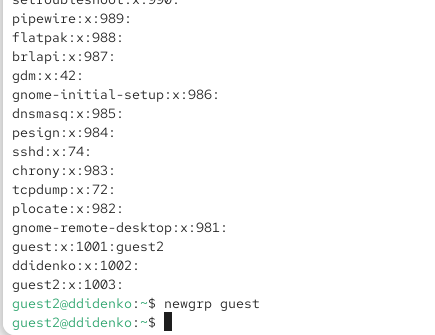 setroubleshoot:x:990:
pipewire:x:989:
flatpak:x:988:
brlapi:x:987:
gdm:x:42:
gnome-initial-setup:x:986:
dnsmasq:x:985:
pesign:x:984:
sshd:x:74:
chrony:x:983:
tcpdump:x:72:
plocate:x:982:
gnome-remote-desktop:x:981:
guest:x:1001:guest2
ddidenko:x:1002:
guest2:x:1003:
guest2@ddidenko:~$ newgrp guest
guest2@ddidenko:~$